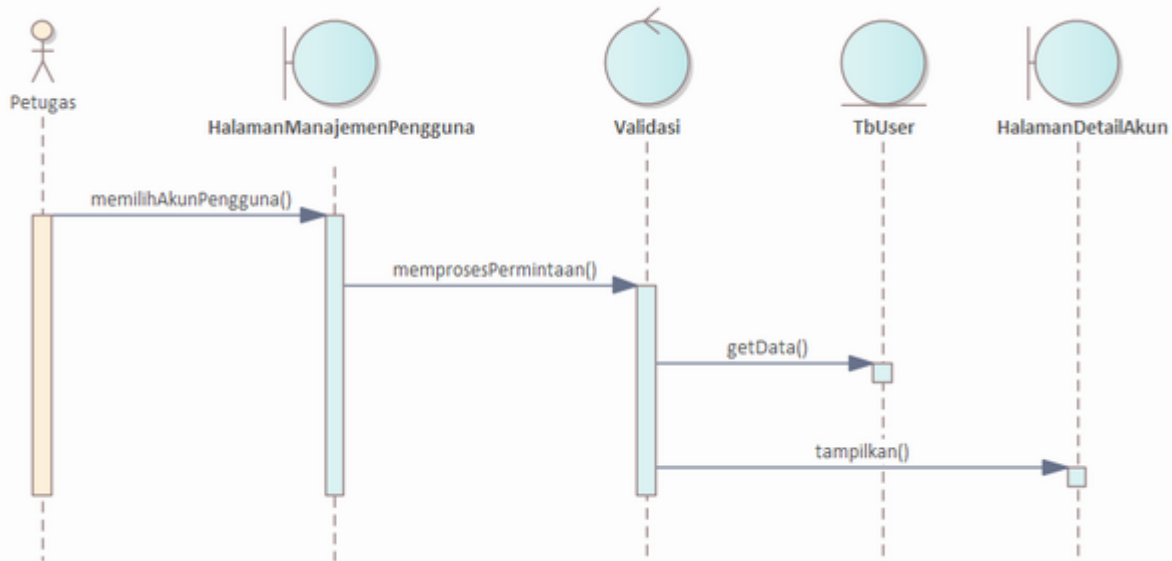 Petugas
HalamanManajemenPengguna
Validasi
TbUser
HalamanDetailAkun
memilihAkunPengguna()
memprosesPermintaan()
getData()
tampilkan()